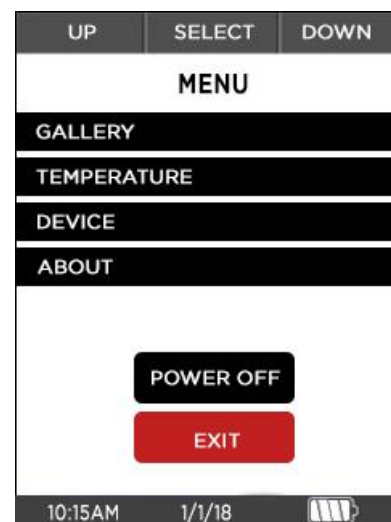 UP SELECT DOWN
MENU
GALLERY
TEMPERATURE
DEVICE
ABOUT
POWER OFF
EXIT
10:15AM 1/1/18